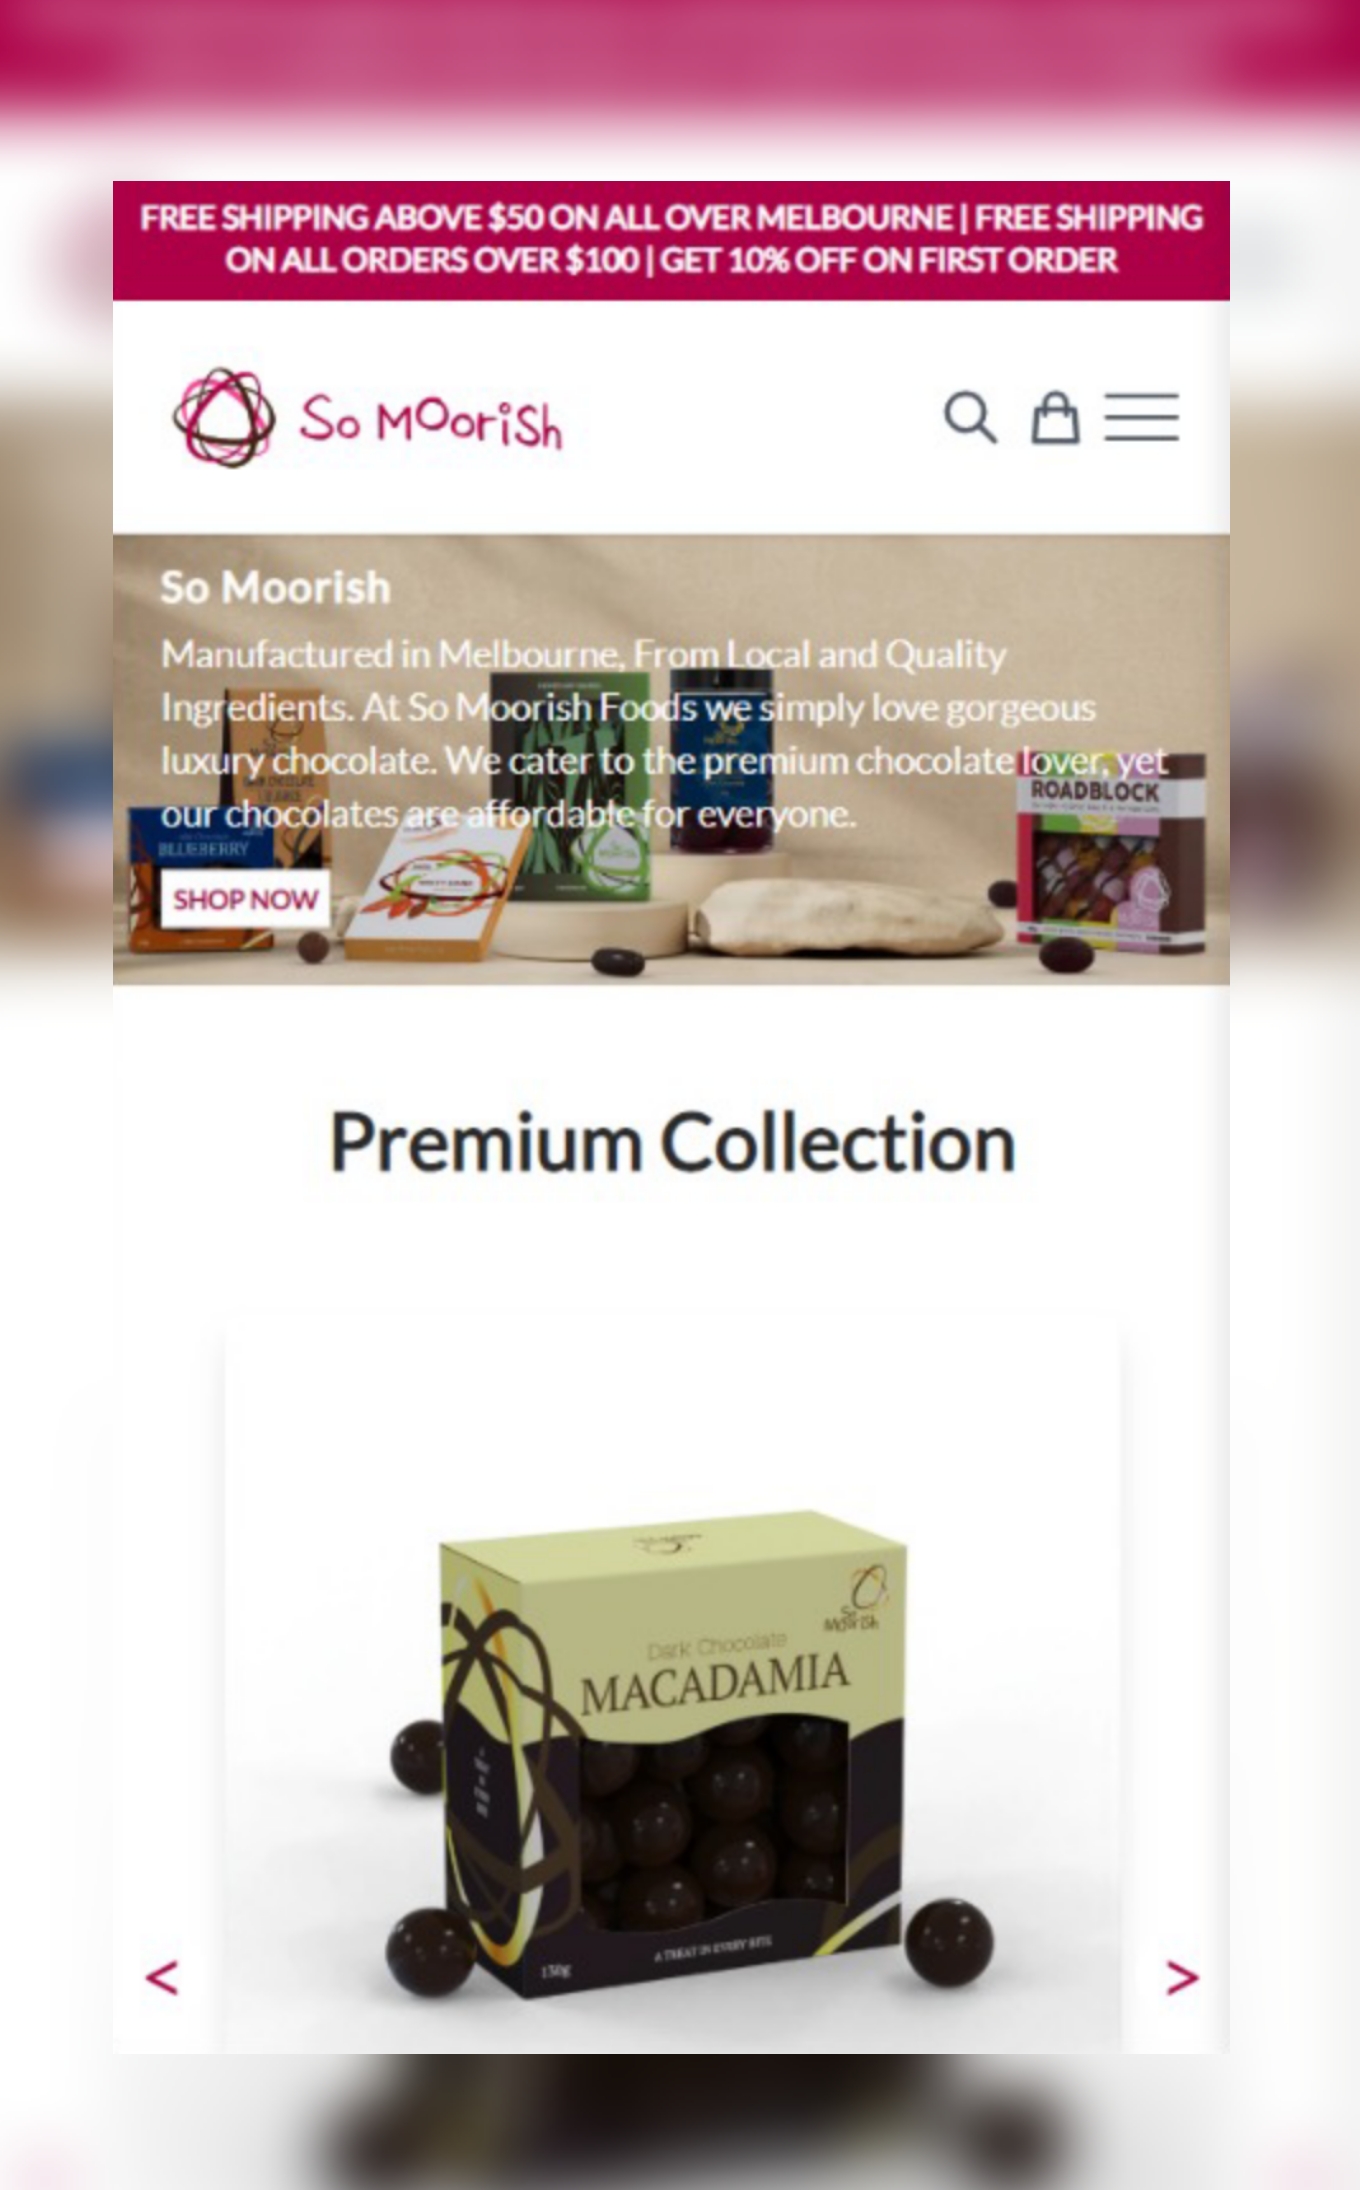 FREE SHIPPING ABOVE $50 ON ALL OVER MELBOURNE | FREE SHIPPING
ON ALL ORDERS OVER $100 | GET 10% OFF ON FIRST ORDER
So Moorish
So Moorish
Manufactured in Melbourne, From Local and Quality
Ingredients. At So Moorish Foods we simply love gorgeous
luxury chocolate. We cater to the premium chocolate lover, yet
our chocolates are affordable for everyone.
ROADBLOCK
BLUEBERRY
SHOP NOW
Premium Collection
So
Moorish
Dark Chocolate
MACADAMIA
A TREAT IN EVERY BITE
130g
<
>